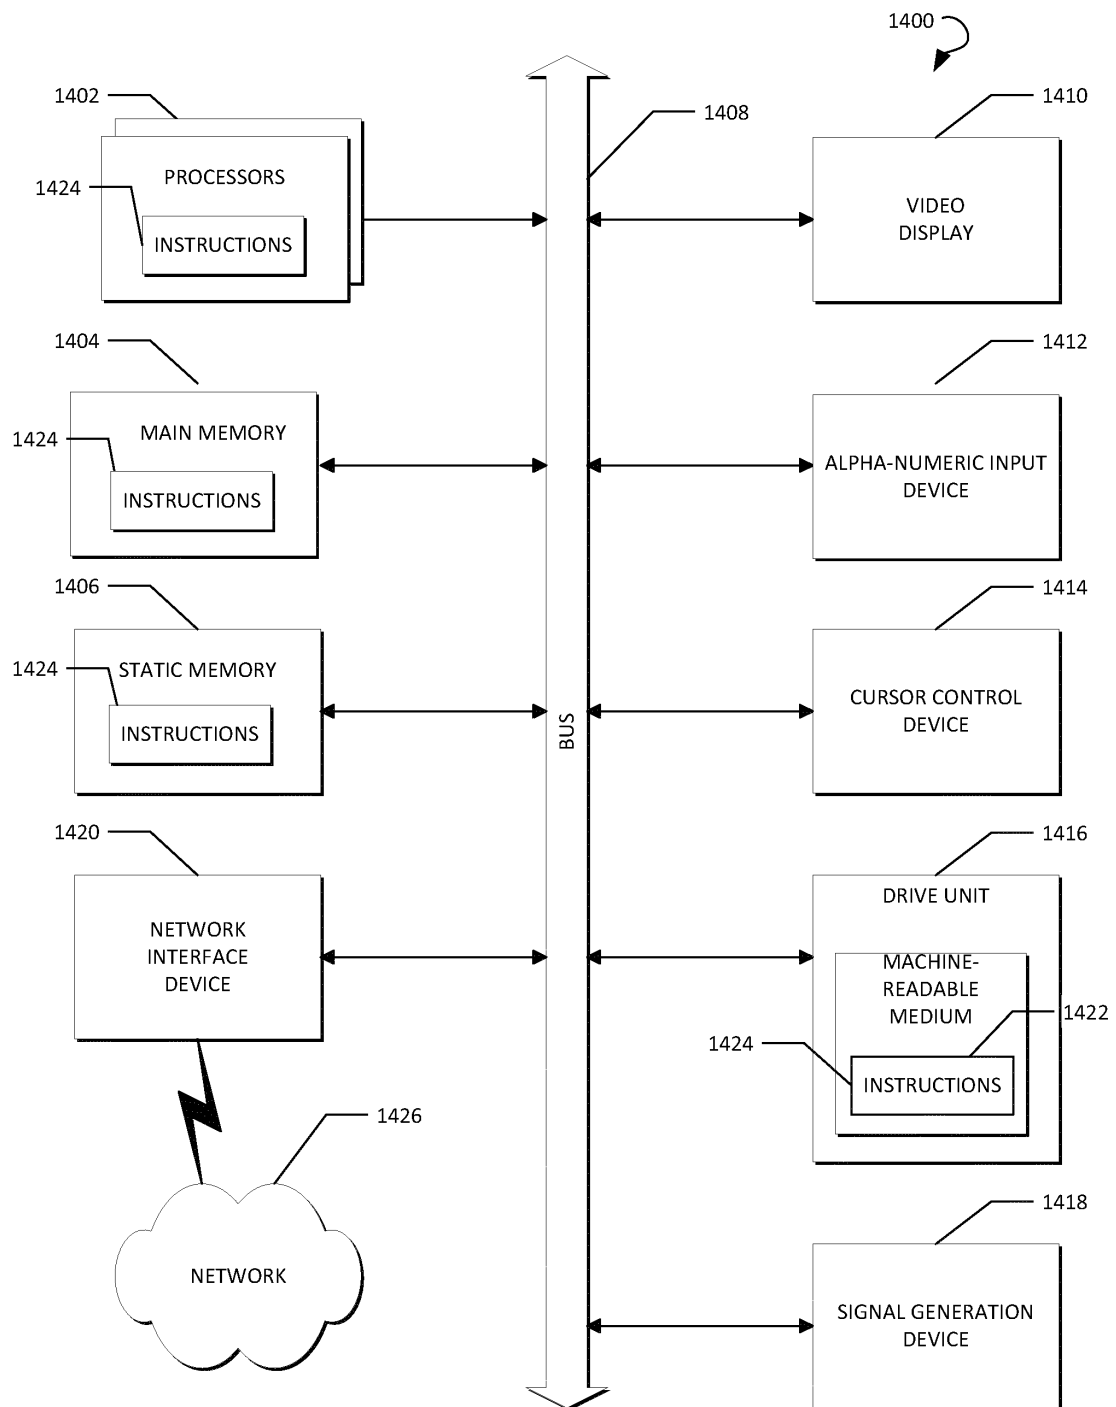 1400
1402
PROCESSORS
1424
INSTRUCTIONS
1408
1410
VIDEO
DISPLAY
1404
MAIN MEMORY
1424
INSTRUCTIONS
1412
ALPHA-NUMERIC INPUT
DEVICE
1406
STATIC MEMORY
1424
INSTRUCTIONS
BUS
1414
CURSOR CONTROL
DEVICE
1420
NETWORK
INTERFACE
DEVICE
1416
DRIVE UNIT
MACHINE-
READABLE
MEDIUM
1422
1424
INSTRUCTIONS
1426
NETWORK
1418
SIGNAL GENERATION
DEVICE